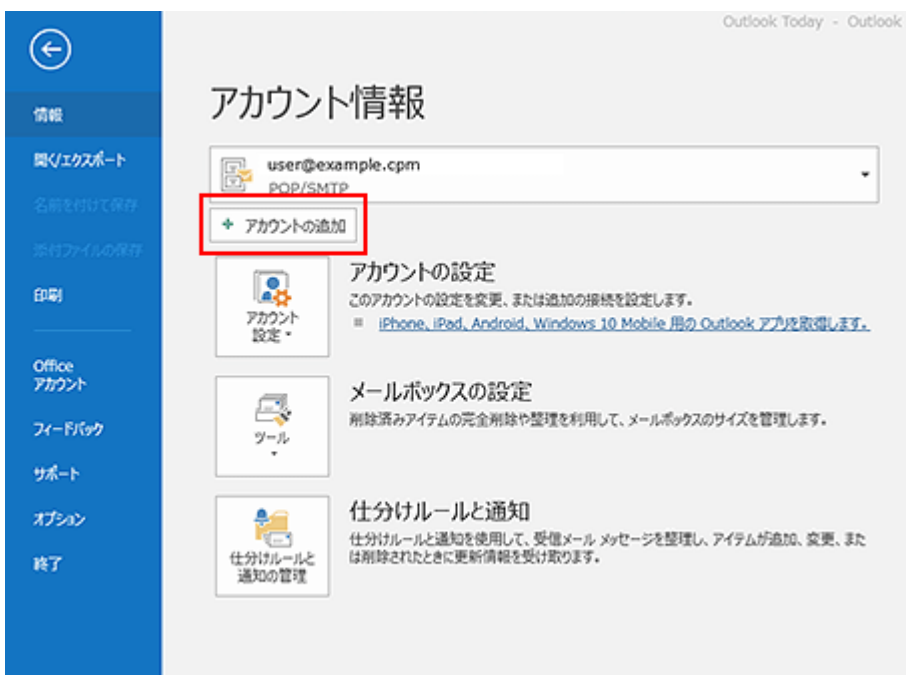 Outlook Today - Outlook
アカウント情報
情報
開く/エクスポート
名前を付けて保存
添付ファイルの保存
印刷
Office
アカウント
フィードバック
サポート
オプション
終了
user@example.cpm
POP/SMTP
アカウントの追加
アカウント
設定
アカウントの設定
このアカウントの設定を変更、または追加の接続を設定します。
iPhone、iPad、Android、Windows 10 Mobile 用の Outlook アプリを取得します。
ツール
メールボックスの設定
削除済みアイテムの完全削除や整理を利用して、メールボックスのサイズを管理します。
仕分けルールと
通知の管理
仕分けルールと通知
仕分けルールと通知を使用して、受信メール メッセージを整理し、アイテムが追加、変更、また
は削除されたときに更新情報を受け取ります。